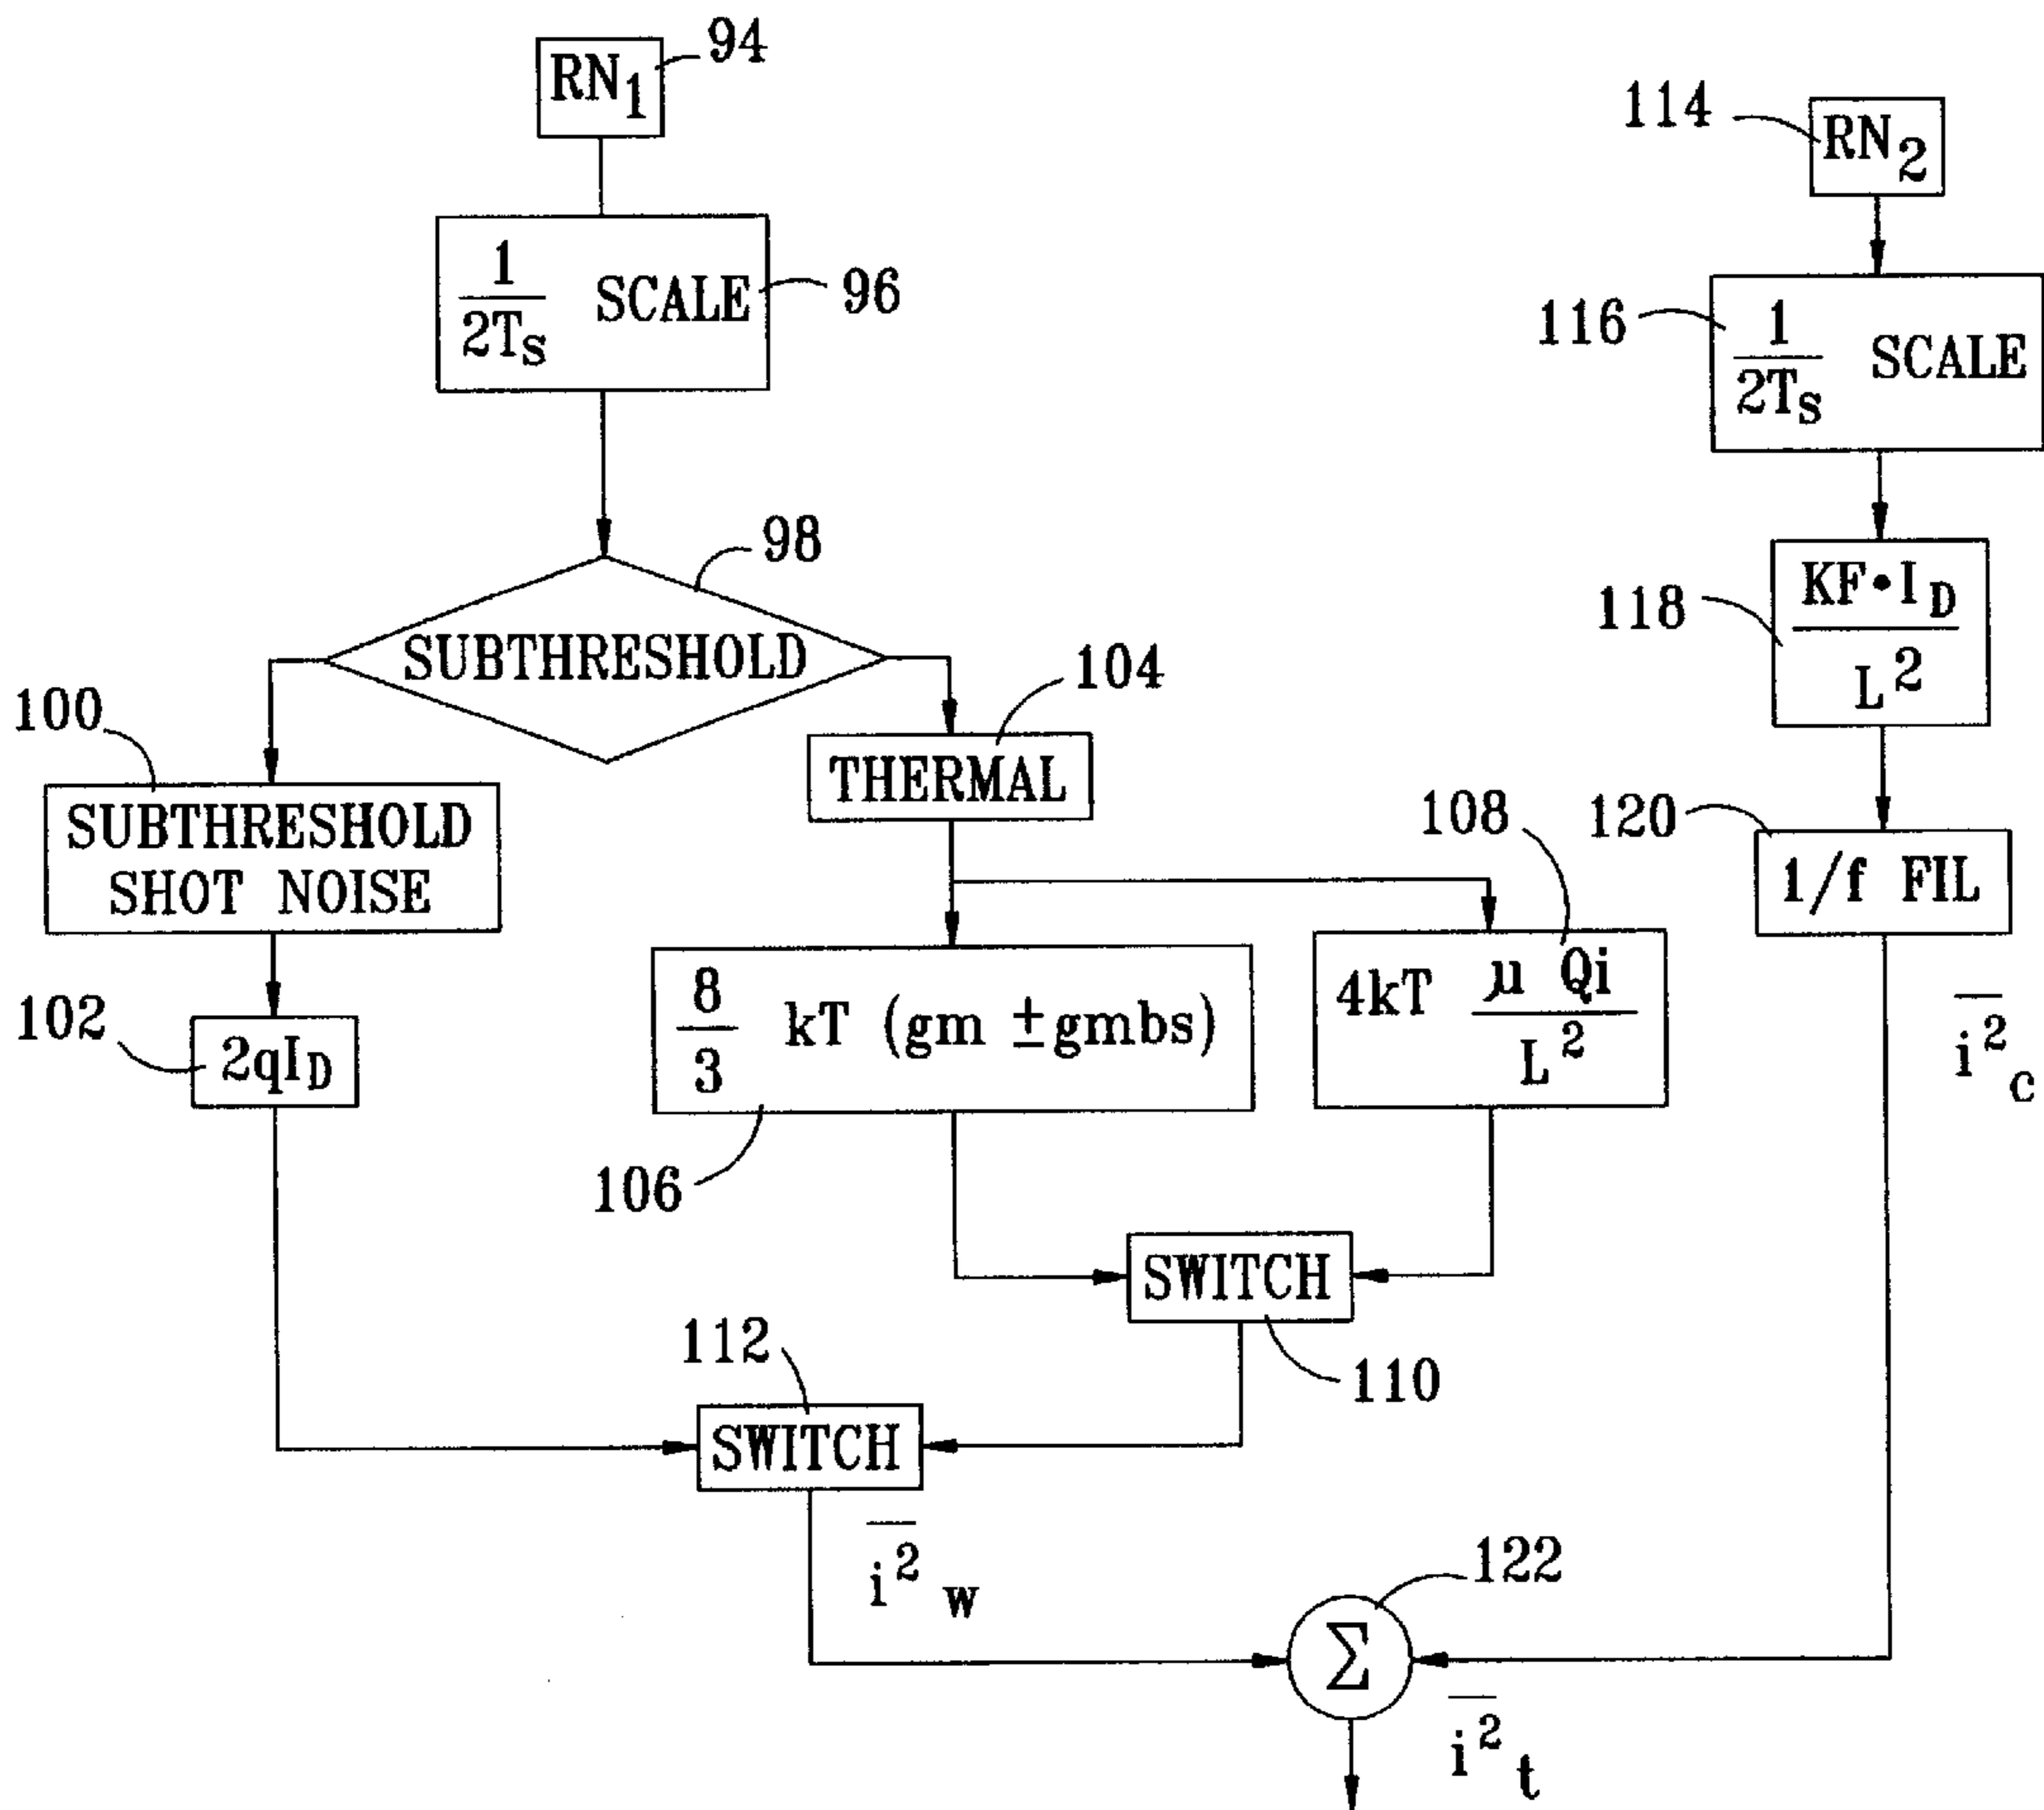 RN1
94
1/2Ts SCALE
96
98
SUBTHRESHOLD
100
SUBTHRESHOLD
SHOT NOISE
102
2qID
104
THERMAL
106
8/3 kT (gm ±gmbs)
108
4kT μ Qi/L²
SWITCH
110
112
SWITCH
i²w
114
RN2
116
1/2Ts SCALE
118
KF•ID/L²
120
1/f FIL
i²c
122
Σ
i²t